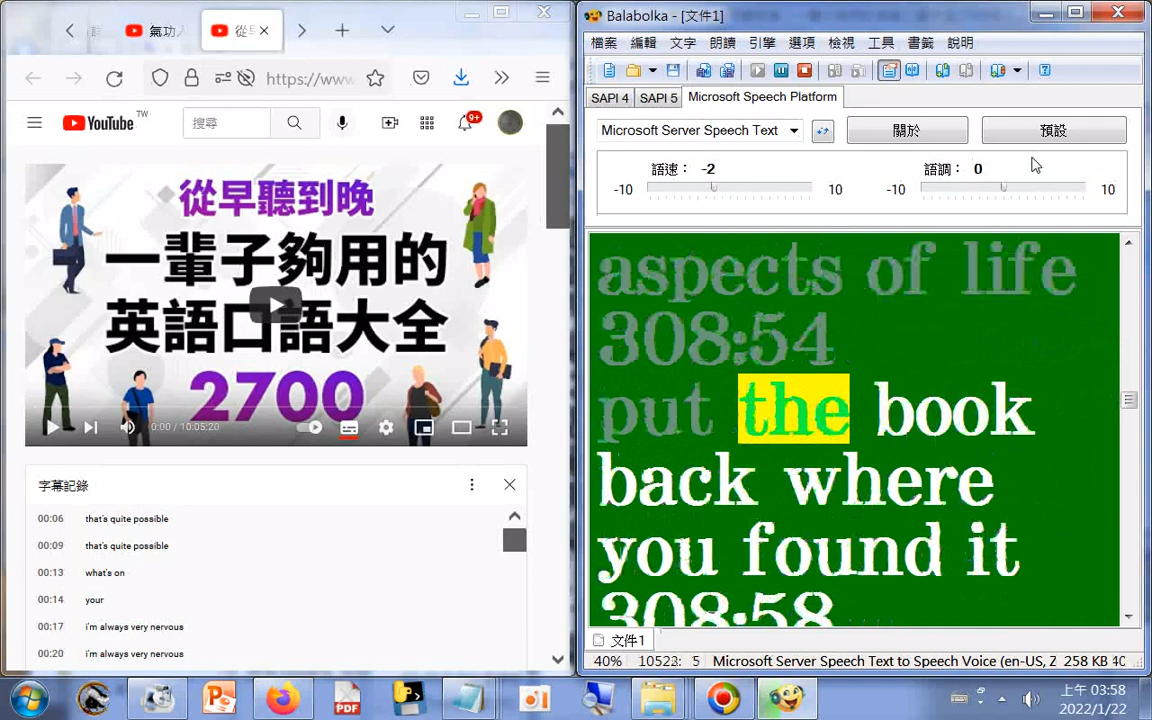 氣功
從
https://www
YouTube TW
搜尋
9+
從早聽到晚
一輩子夠用的
英語口語大全
2700
0:00 / 10:05:20
字幕記錄
00:06 that's quite possible
00:09 that's quite possible
00:13 what's on
00:14 your
00:17 i'm always very nervous
00:20 i'm always very nervous
Balabolka - [文件1]
檔案 編輯 文字 朗讀 引擎 選項 檢視 工具 書籤 說明
SAPI 4 SAPI 5 Microsoft Speech Platform
Microsoft Server Speech Text 關於 預設
語速： -2 語調： 0
-10 10 -10 10
aspects of life
308:54
put the book
back where
you found it
308:58
文件1
40% 10523: 5 Microsoft Server Speech Text to Speech Voice (en-US, Z 258 KB 40
PDF
上午 03:58
2022/1/22